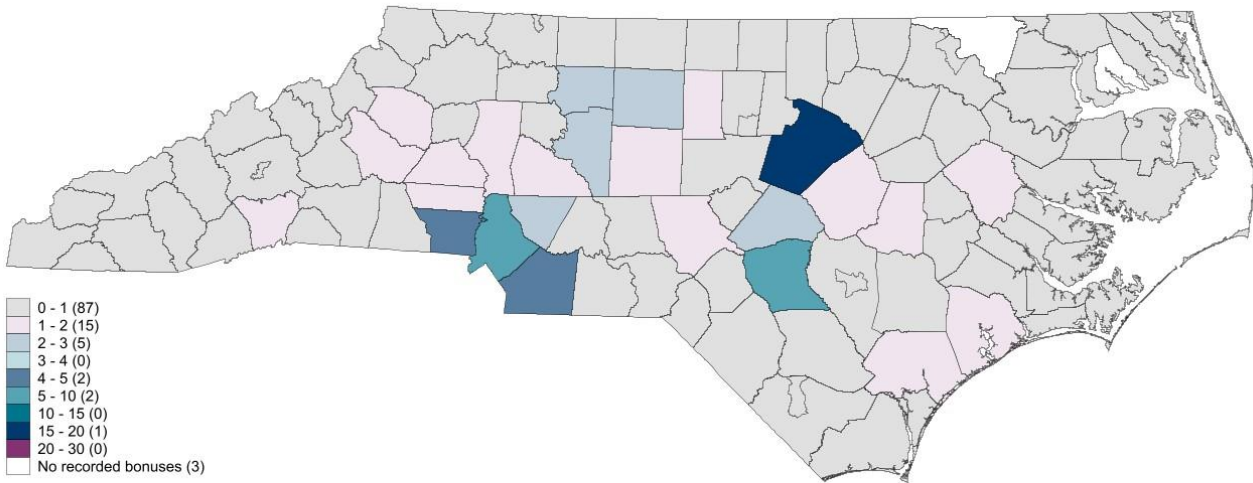 0 - 1 (87)
1 - 2 (15)
2 - 3 (5)
3 - 4 (0)
4 - 5 (2)
5 - 10 (2)
10 - 15 (0)
15 - 20 (1)
20 - 30 (0)
No recorded bonuses (3)